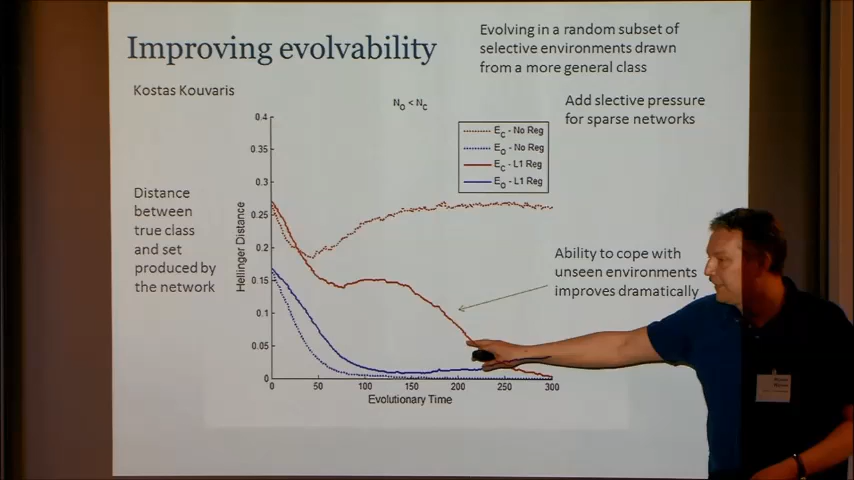 Improving evolvability
Evolving in a random subset of
selective environments drawn
from a more general class
Kostas Kouvaris
Add slective pressure
for sparse networks
N_O < N_C
E_C - No Reg
E_O - No Reg
E_C - L1 Reg
E_O - L1 Reg
Distance
between
true class
and set
produced by
the network
Ability to cope with
unseen environments
improves dramatically
Hellinger Distance
0.4
0.35
0.3
0.25
0.2
0.15
0.1
0.05
0
0 50 100 150 200 250 300
Evolutionary Time